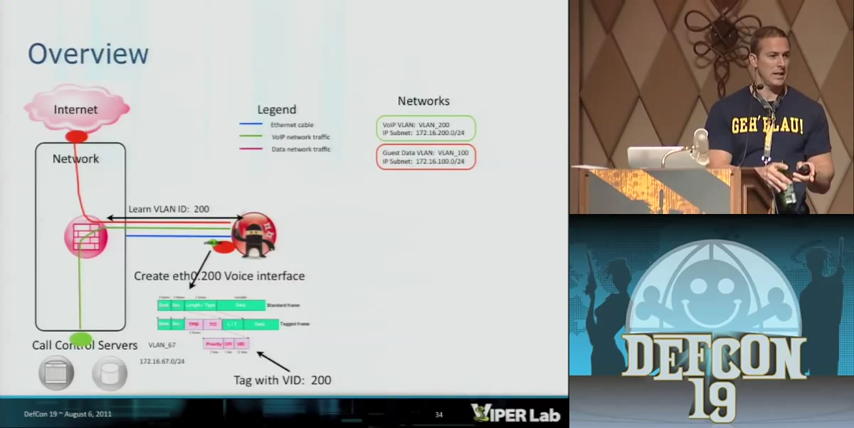 Overview
Internet
Network
Legend
Ethernet cable
VoIP network traffic
Data network traffic
Networks
VoIP VLAN: VLAN_200
IP Subnet: 172.16.200.0/24
Guest Data VLAN: VLAN_100
IP Subnet: 172.16.100.0/24
Learn VLAN ID: 200
Create eth0.200 Voice interface
Standard frame
Tagged frame
Call Control Servers
VLAN_67
172.16.67.0/24
Tag with VID: 200
DefCon 19 ~ August 6, 2011
34
VIPER Lab
GEH'BLAU!
DEFCON
19